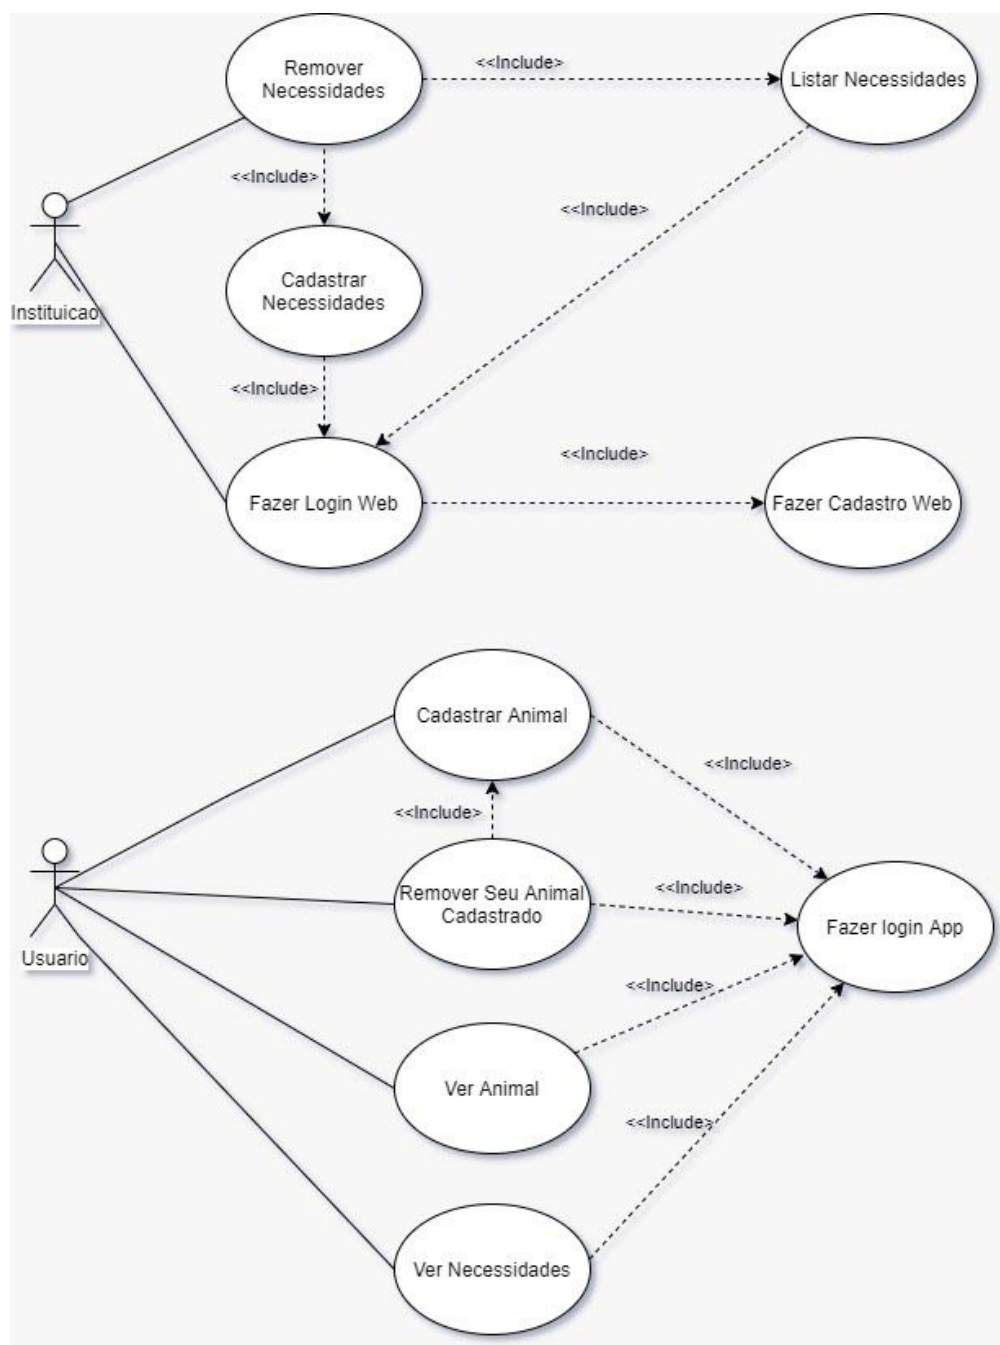 Remover
Necessidades
<<Include>
Listar Necessidades
<<Include>
<<Include>
Instituicao
Cadastrar
Necessidades
<<Include>
<<Include>
Fazer Login Web
Fazer Cadastro Web
Cadastrar Animal
<<Include>
<<Include>
Usuario
Remover Seu Animal
Cadastrado
<<Include>
Fazer login App
<<Include>
Ver Animal
<<Include>
Ver Necessidades